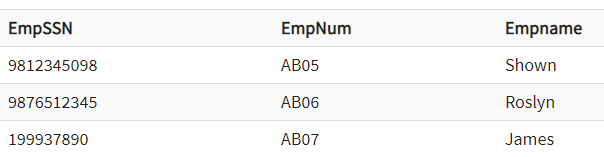 EmpSSN EmpNum Empname
9812345098 AB05 Shown
9876512345 AB06 Roslyn
199937890 AB07 James